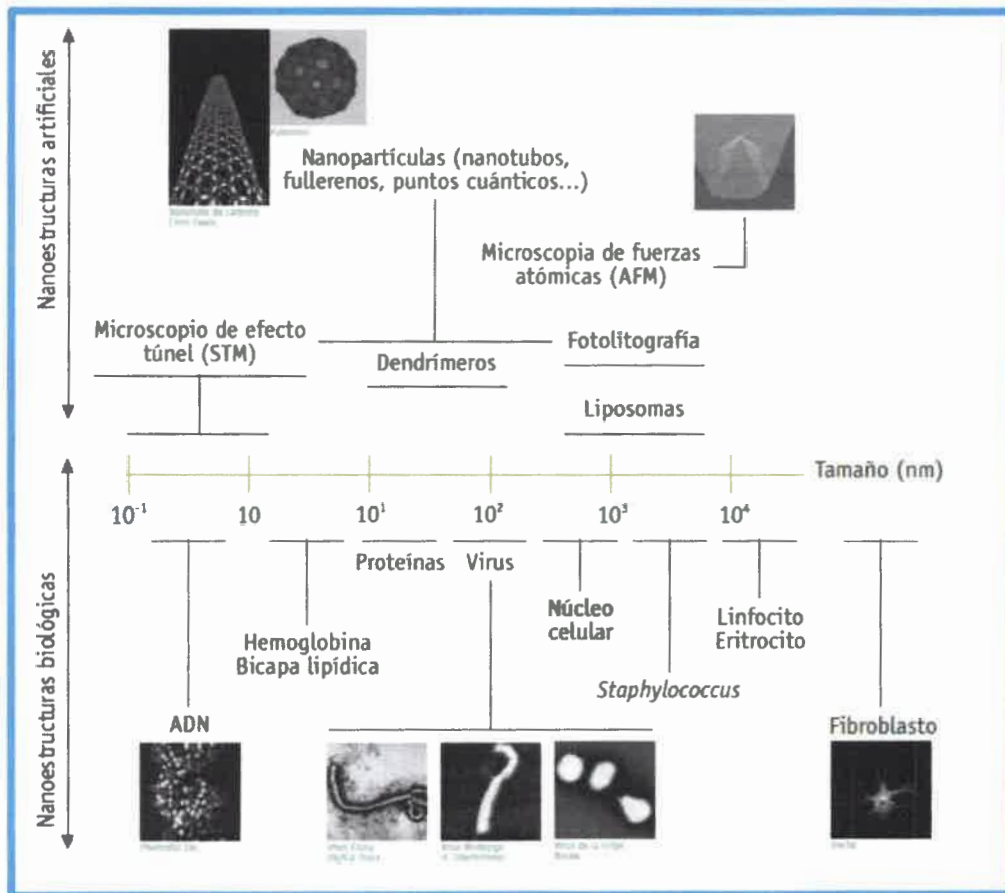 Nanoestructuras artificiales
Nanopartículas (nanotubos,
fullerenos, puntos cuánticos...)
Microscopia de fuerzas
atómicas (AFM)
Microscopio de efecto
túnel (STM)
Dendrímeros
Fotolitografía
Liposomas
Tamaño (nm)
10⁻¹ 10 10¹ 10² 10³ 10⁴
Nanoestructuras biológicas
Proteínas
Virus
Núcleo
celular
Linfocito
Eritrocito
Hemoglobina
Bicapa lipídica
Staphylococcus
ADN
Fibroblasto